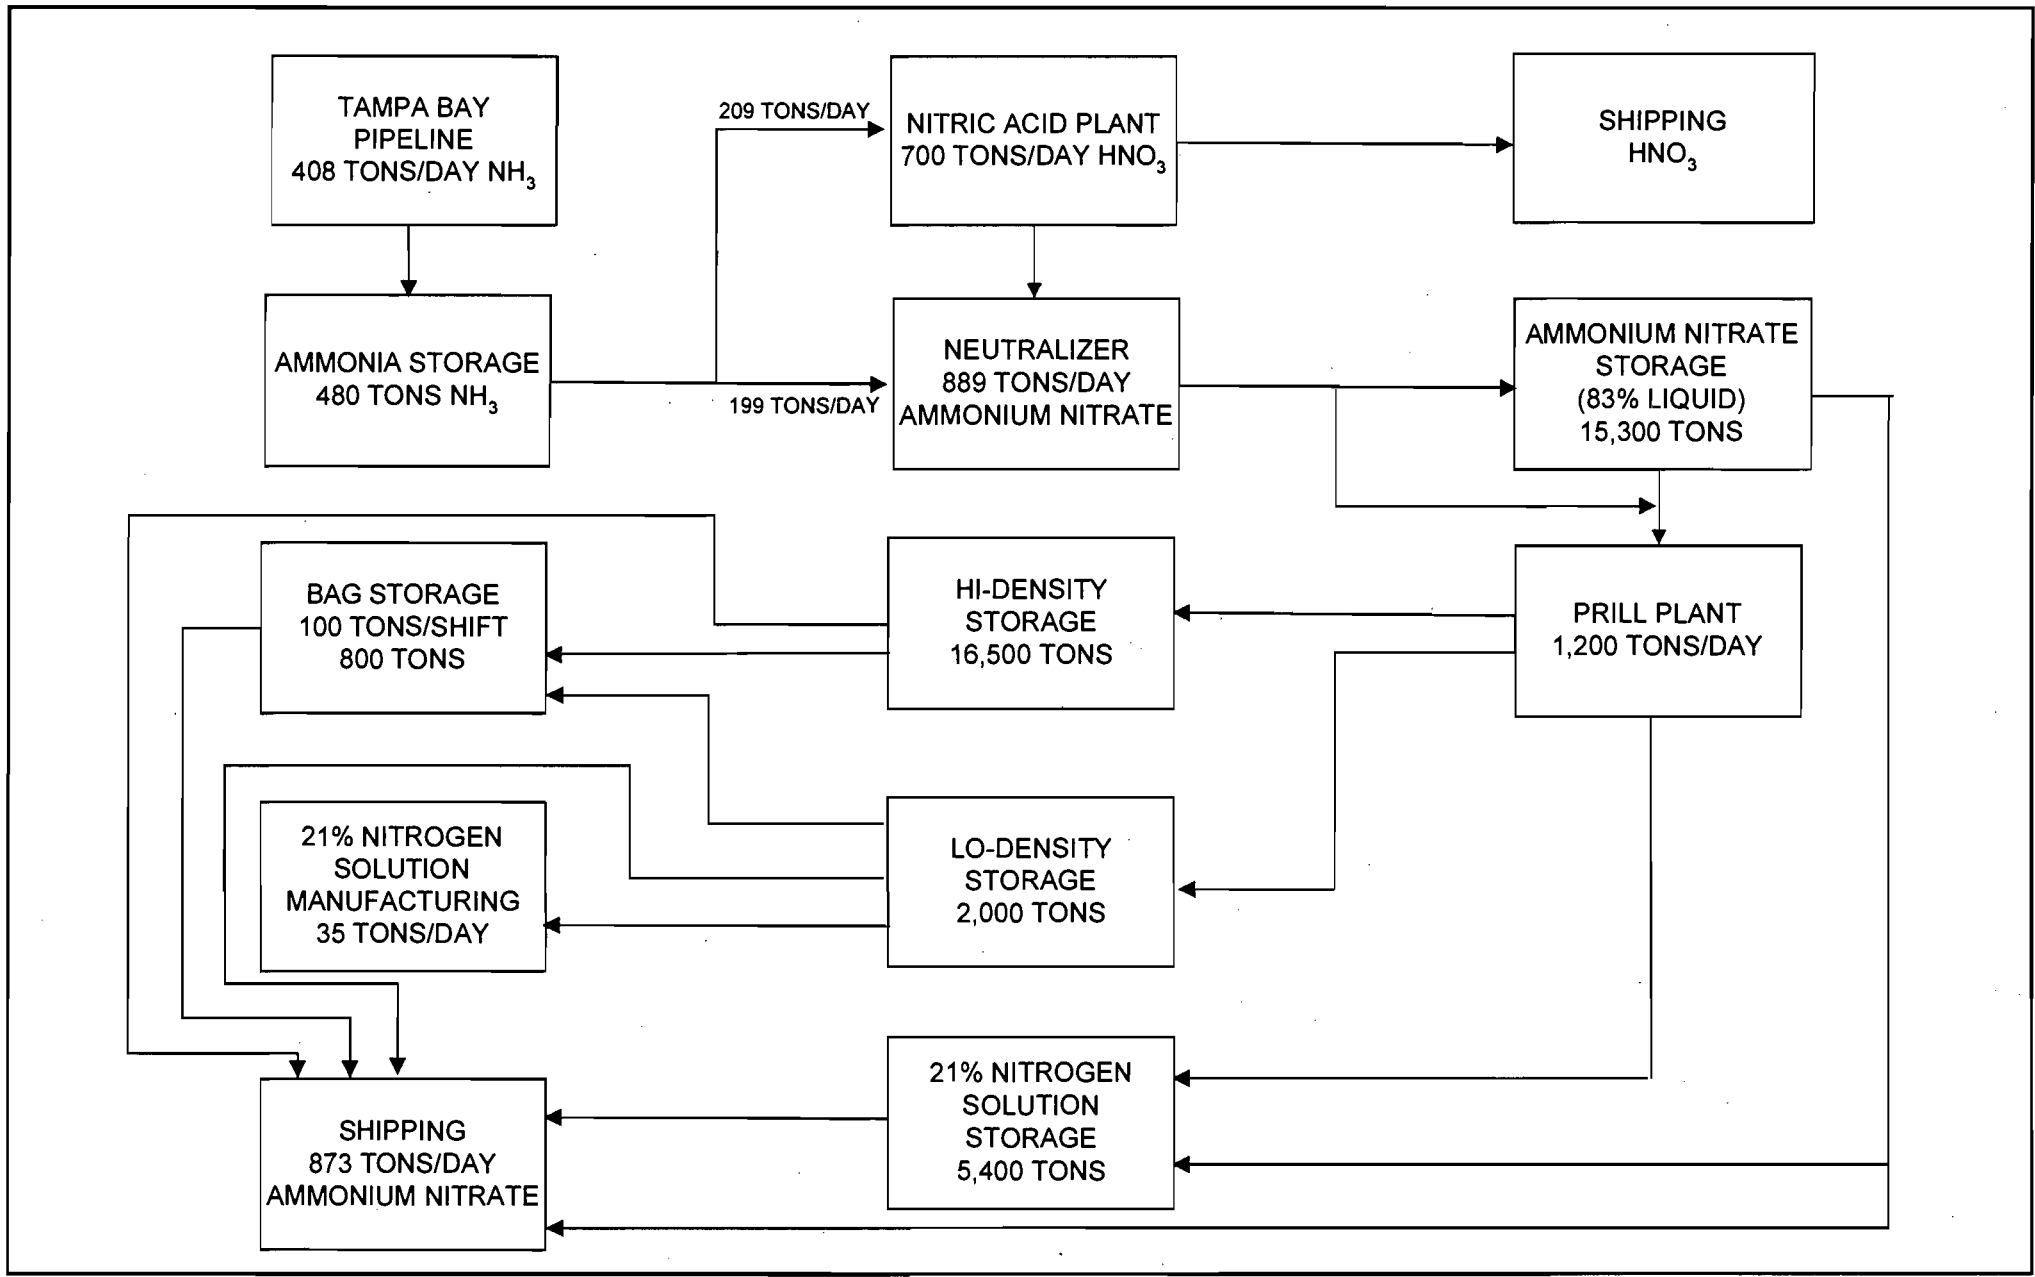 TAMPA BAY
PIPELINE
408 TONS/DAY NH₃
209 TONS/DAY
NITRIC ACID PLANT
700 TONS/DAY HNO₃
SHIPPING
HNO₃
AMMONIA STORAGE
480 TONS NH₃
199 TONS/DAY
NEUTRALIZER
889 TONS/DAY
AMMONIUM NITRATE
AMMONIUM NITRATE
STORAGE
(83% LIQUID)
15,300 TONS
BAG STORAGE
100 TONS/SHIFT
800 TONS
HI-DENSITY
STORAGE
16,500 TONS
PRILL PLANT
1,200 TONS/DAY
21% NITROGEN
SOLUTION
MANUFACTURING
35 TONS/DAY
LO-DENSITY
STORAGE
2,000 TONS
SHIPPING
873 TONS/DAY
AMMONIUM NITRATE
21% NITROGEN
SOLUTION
STORAGE
5,400 TONS